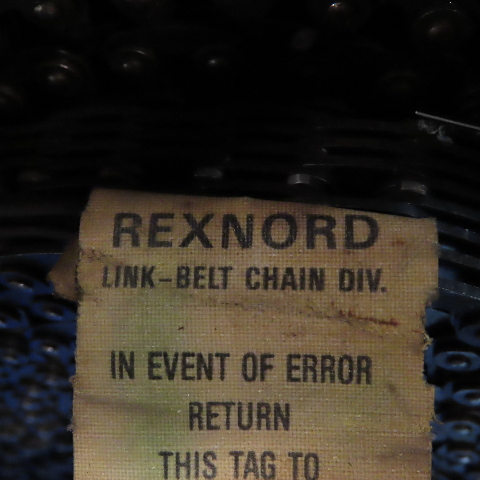 REXNORD
LINK-BELT CHAIN DIV.
IN EVENT OF ERROR
RETURN
THIS TAG TO